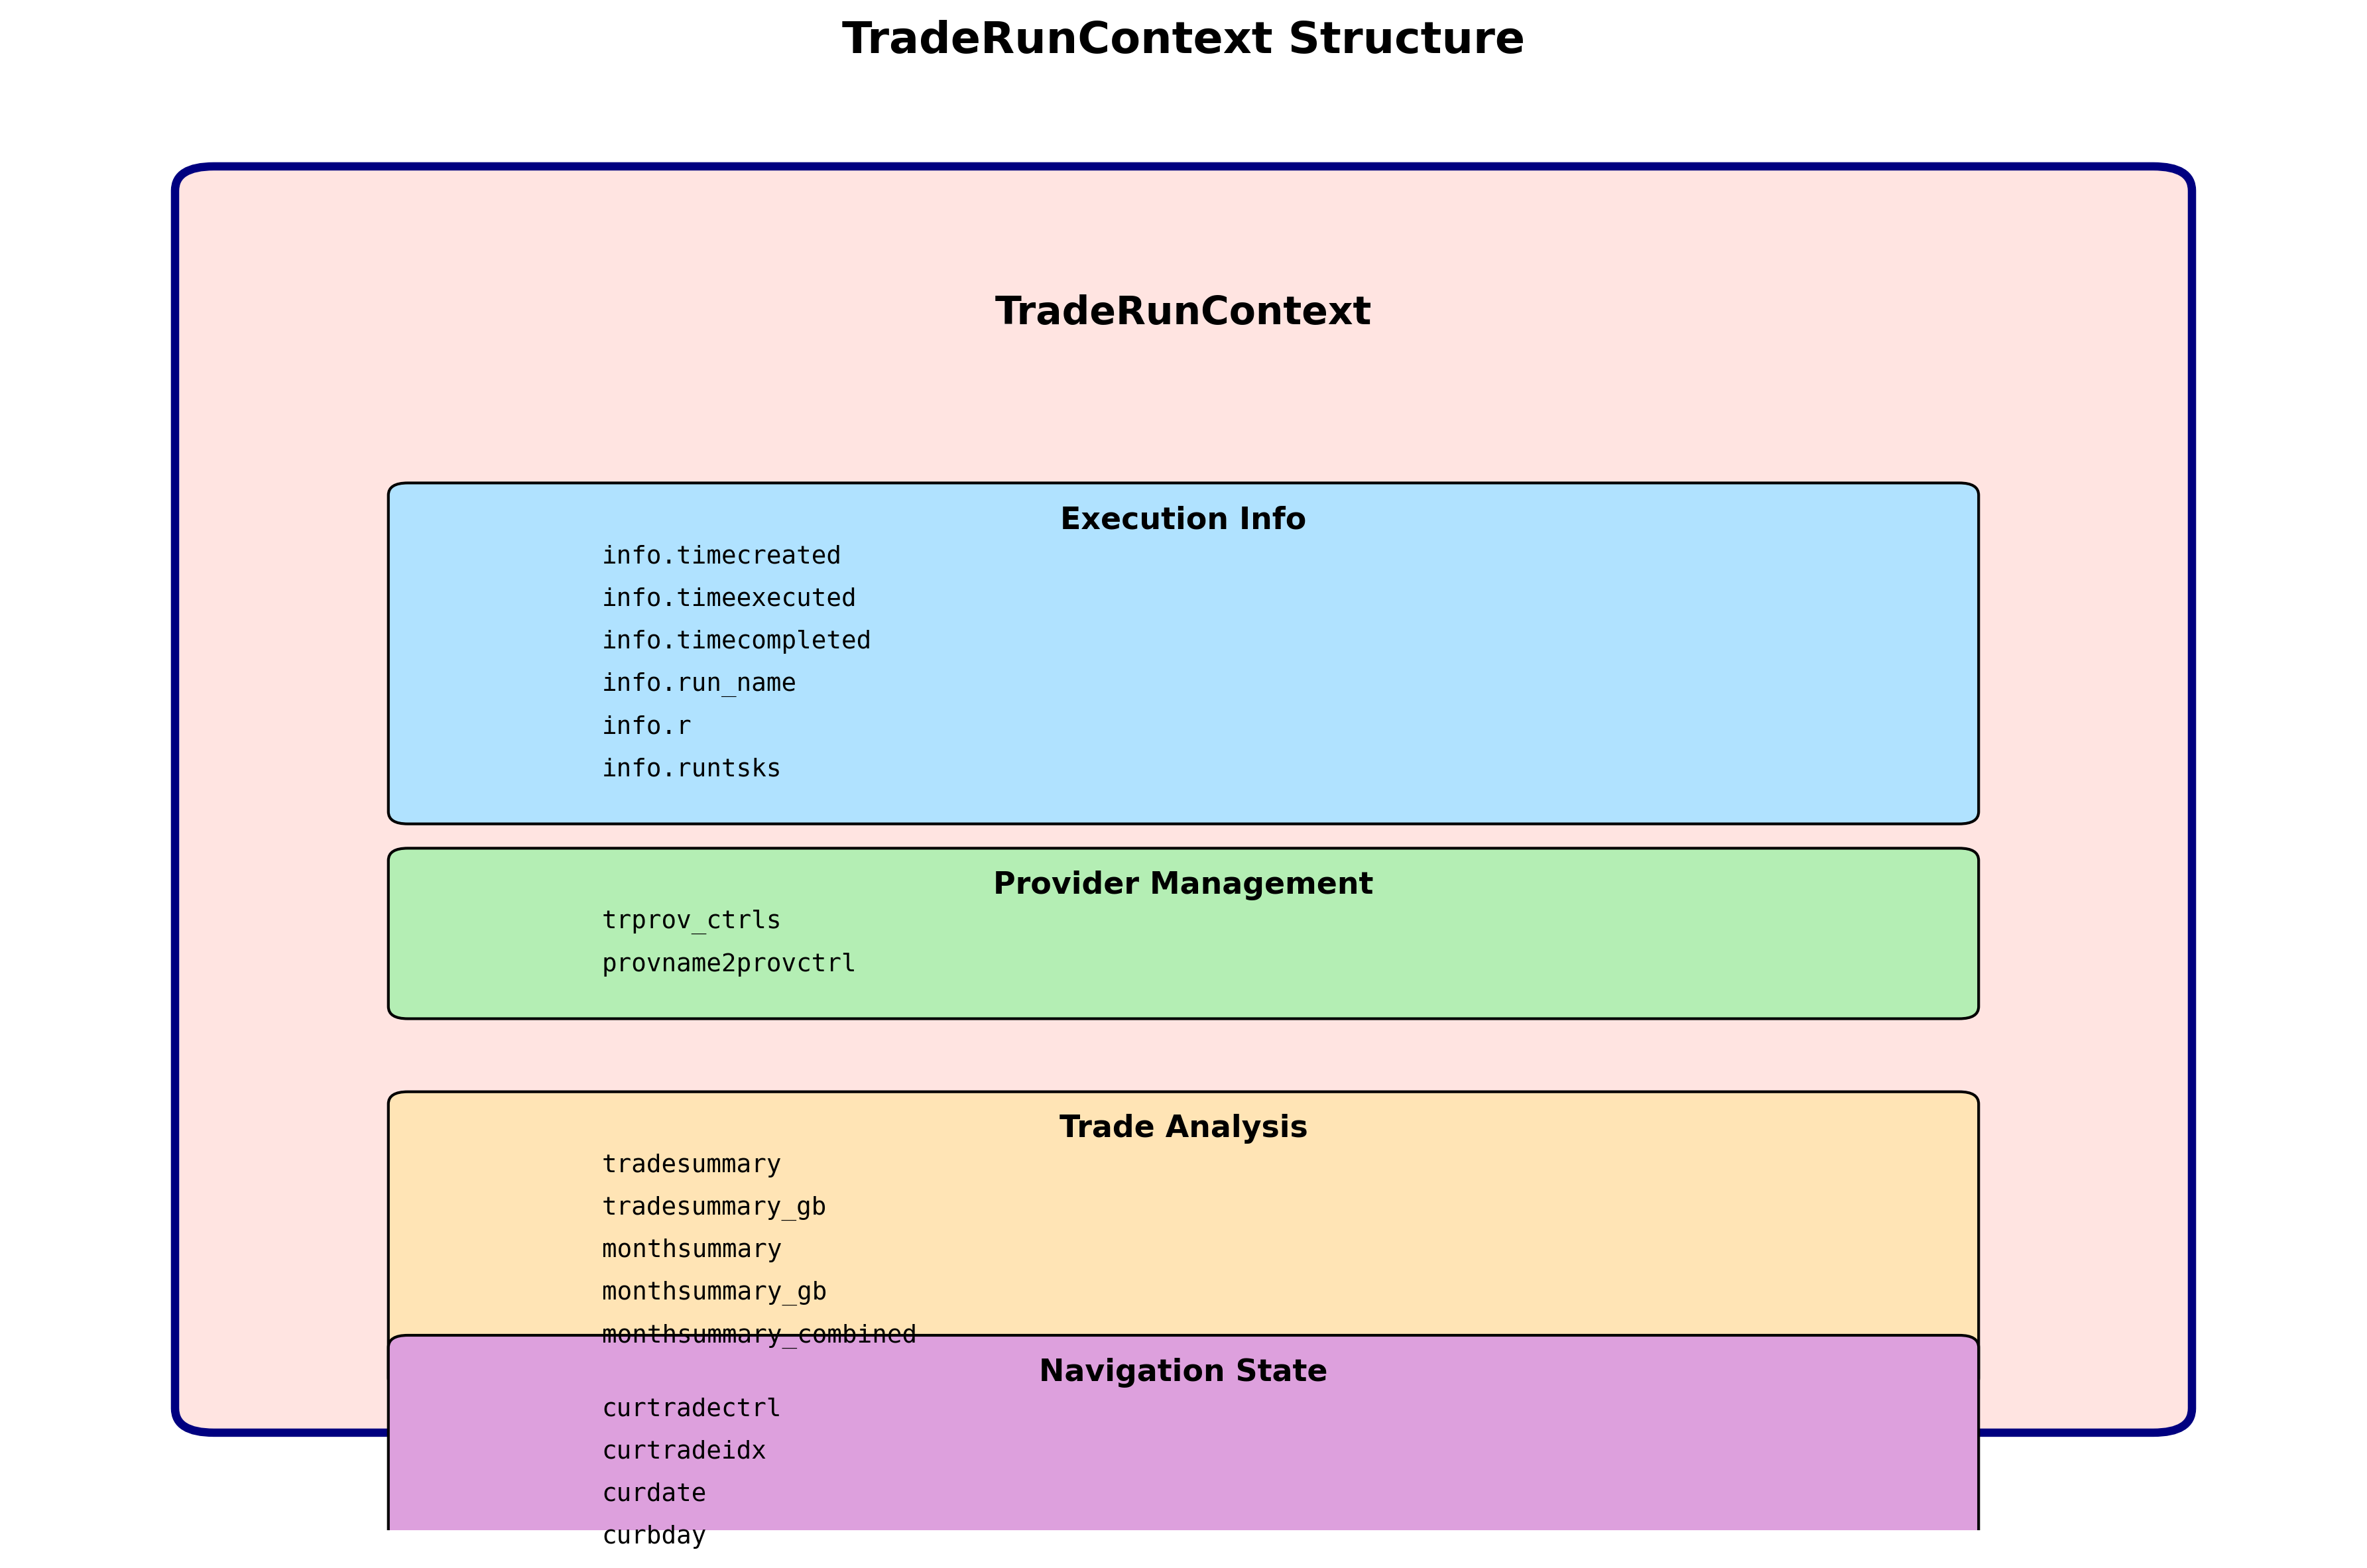 TradeRunContext Structure
TradeRunContext
Execution Info
info.timecreated
info.timeexecuted
info.timecompleted
info.run_name
info.r
info.runtsks
Provider Management
trprov_ctrls
provname2provctrl
Trade Analysis
tradesummary
tradesummary_gb
monthsummary
monthsummary_gb
monthsummary_combined
Navigation State
curtradectrl
curtradeidx
curdate
curbday